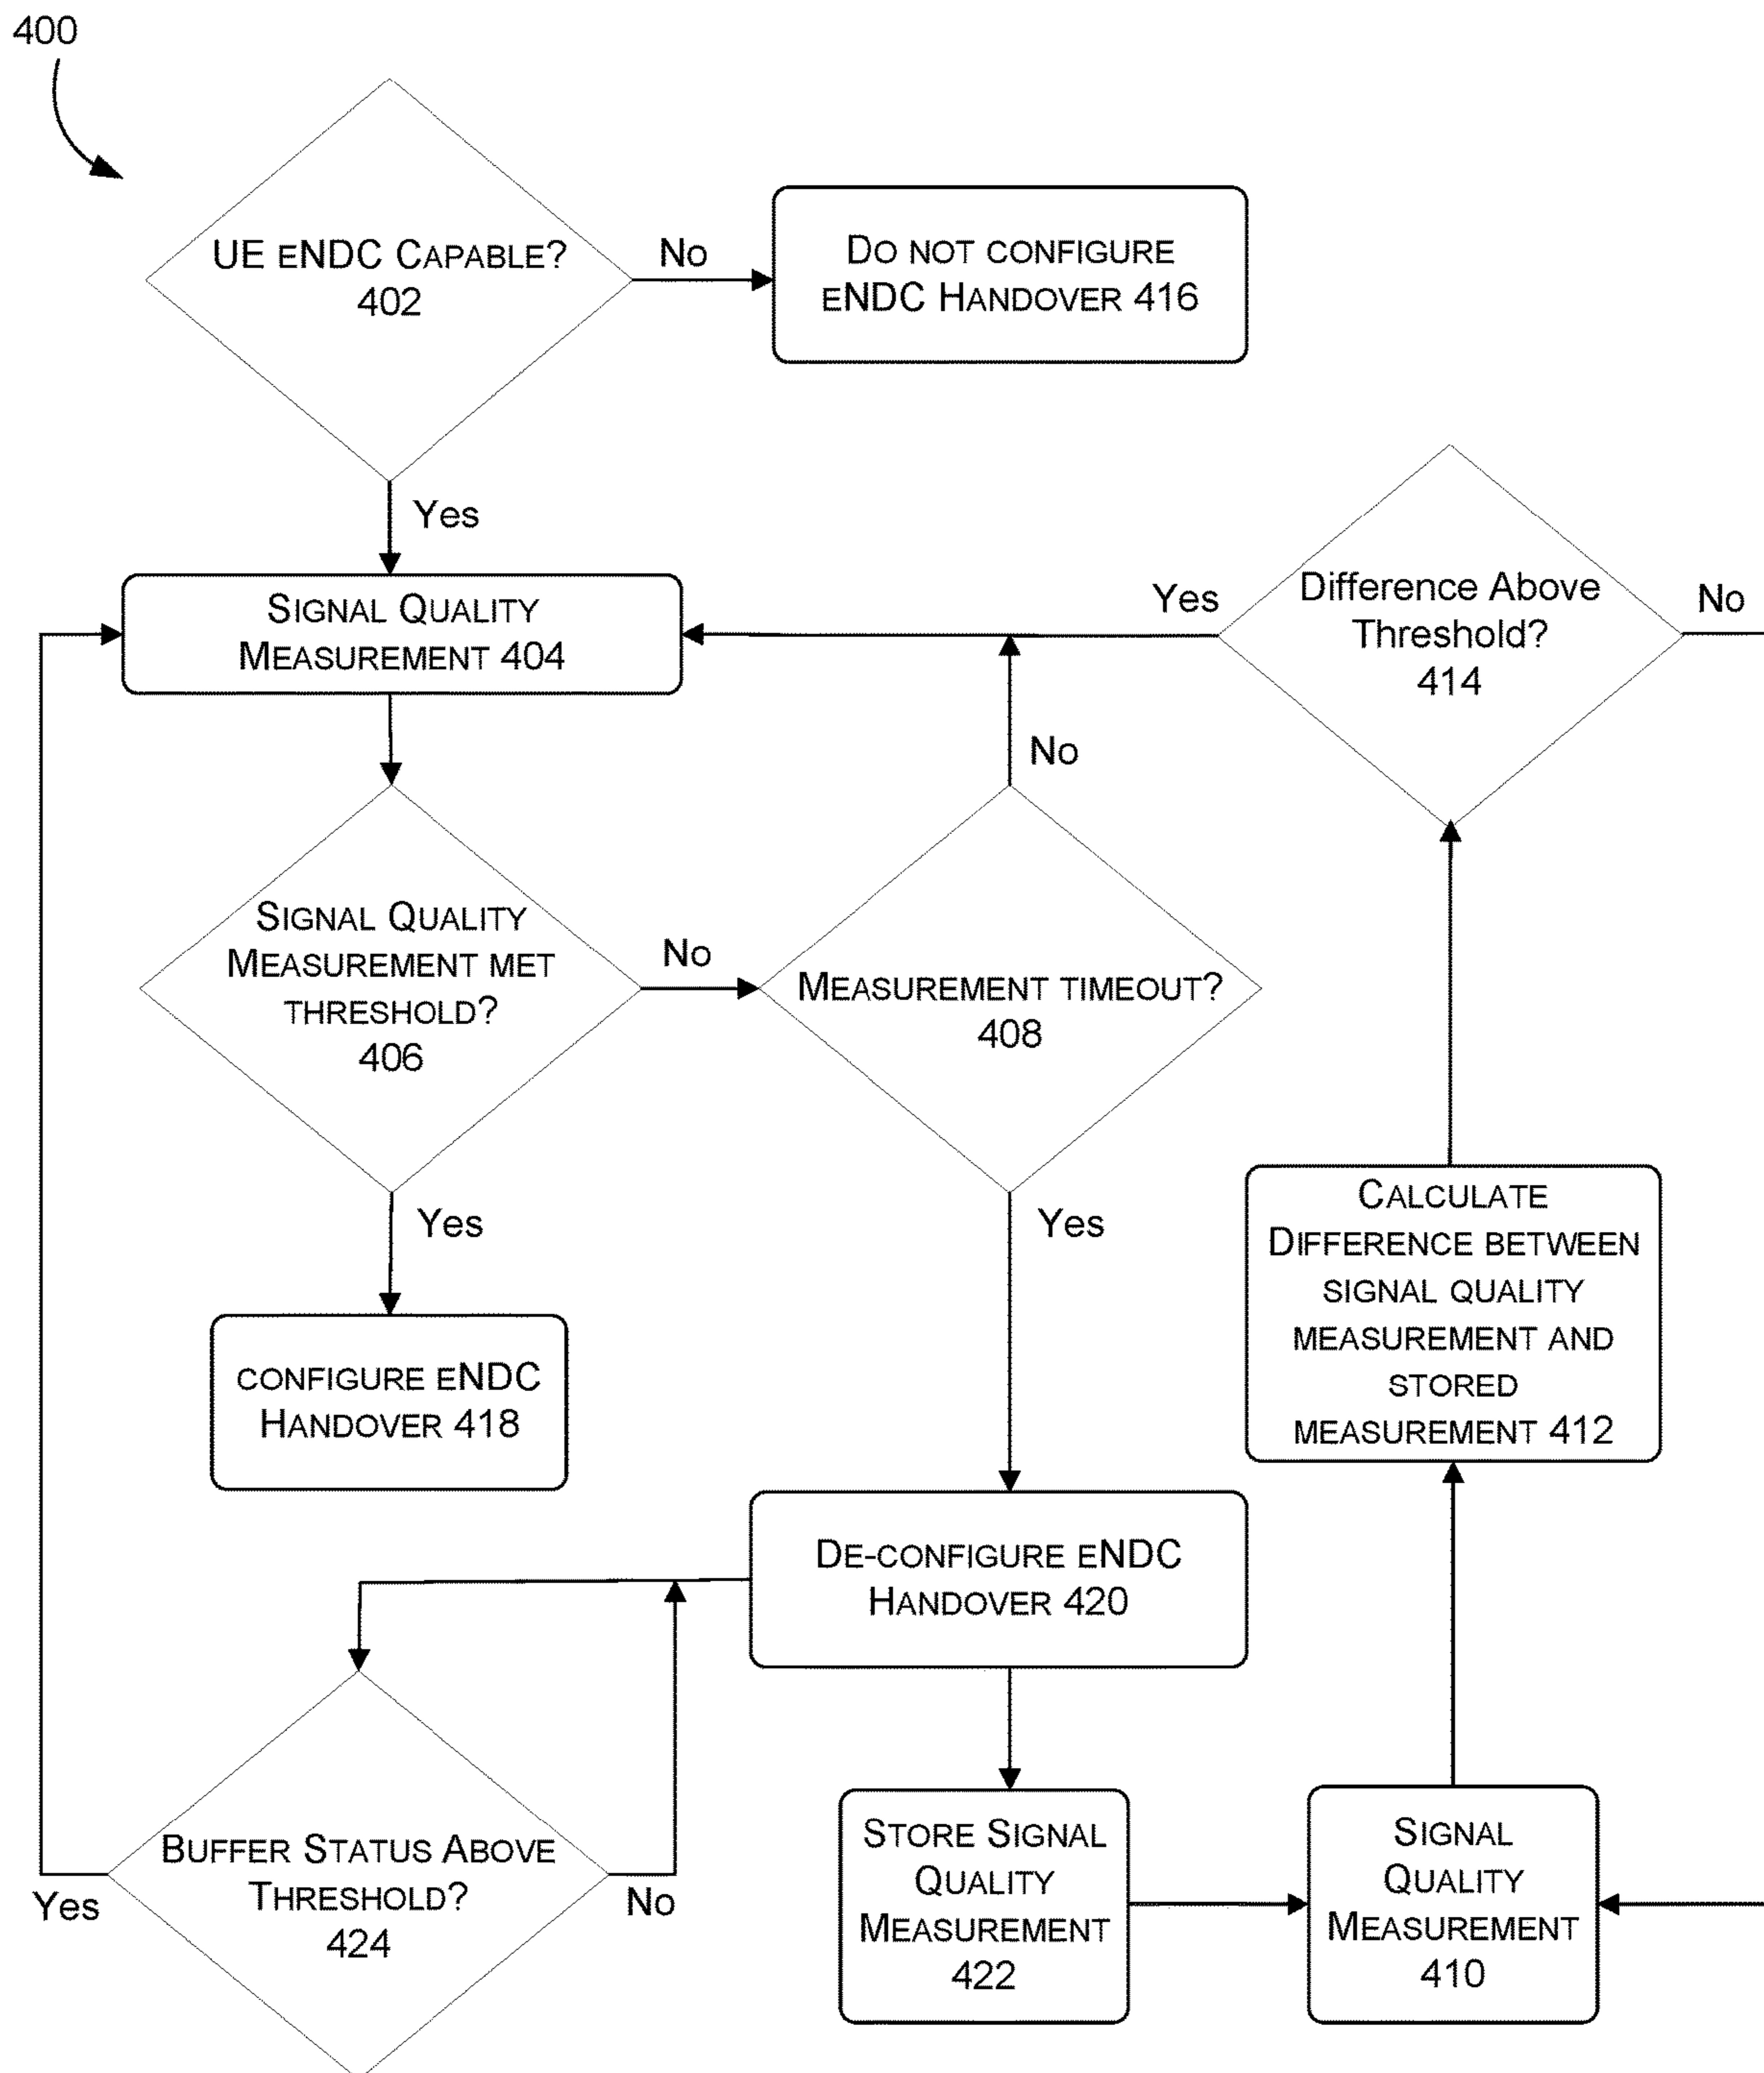 400
UE eNDC Capable?
402
No
Do not configure
eNDC Handover 416
Yes
Signal Quality
Measurement 404
Yes
Difference Above
Threshold?
414
No
No
Signal Quality
Measurement met
threshold?
406
No
Measurement timeout?
408
Yes
configure eNDC
Handover 418
Yes
Calculate
Difference between
signal quality
measurement and
stored
measurement 412
De-configure eNDC
Handover 420
Buffer Status Above
Threshold?
424
Yes
No
Store Signal
Quality
Measurement
422
Signal
Quality
Measurement
410